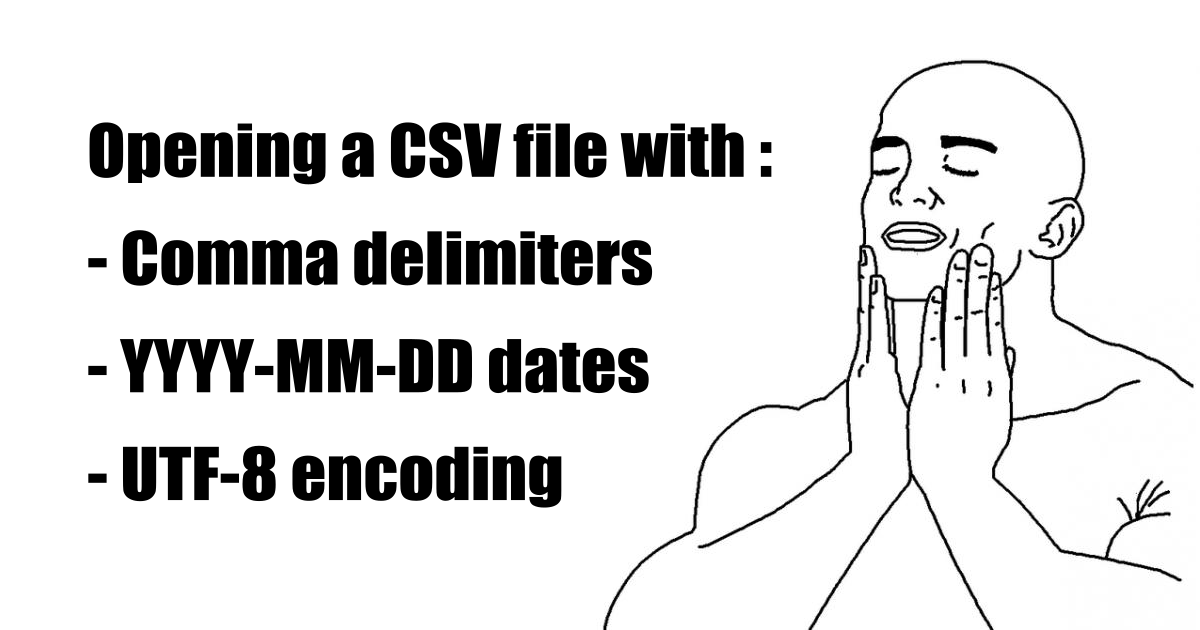 Opening a CSV file with :
- Comma delimiters
- YYYY-MM-DD dates
- UTF-8 encoding